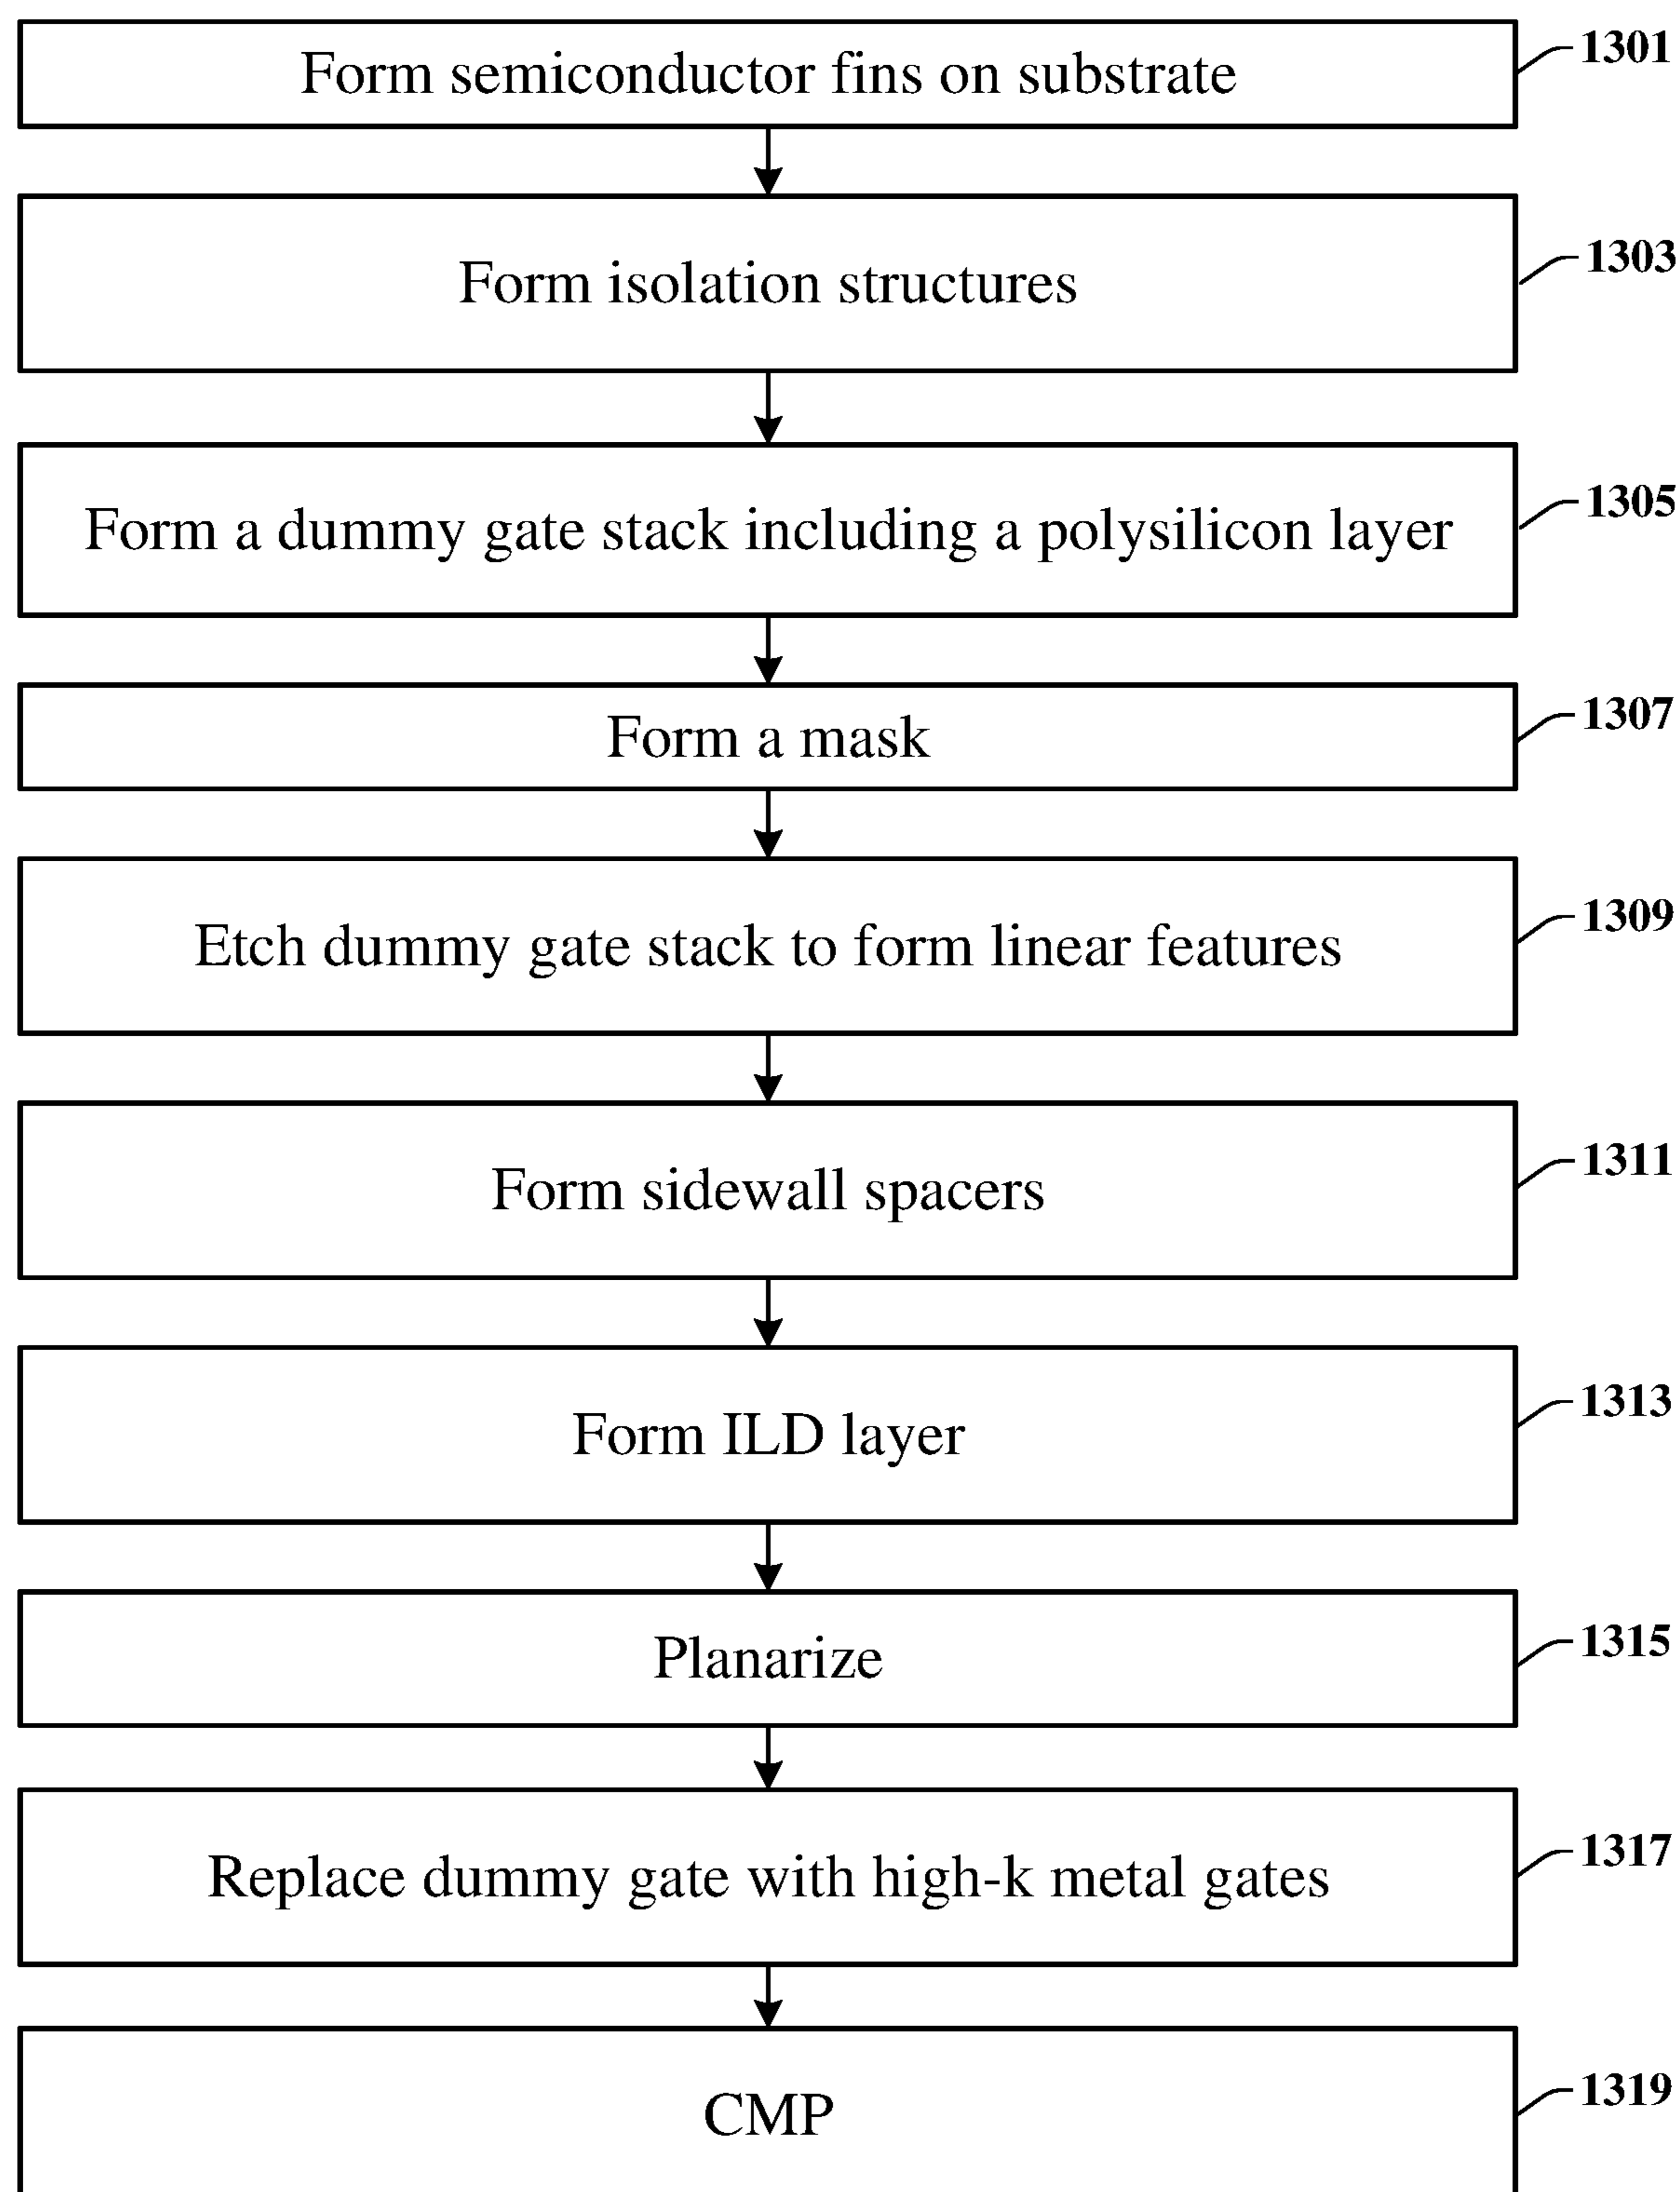 Form semiconductor fins on substrate
1301
Form isolation structures
1303
Form a dummy gate stack including a polysilicon layer
1305
Form a mask
1307
Etch dummy gate stack to form linear features
1309
Form sidewall spacers
1311
Form ILD layer
1313
Planarize
1315
Replace dummy gate with high-k metal gates
1317
CMP
1319